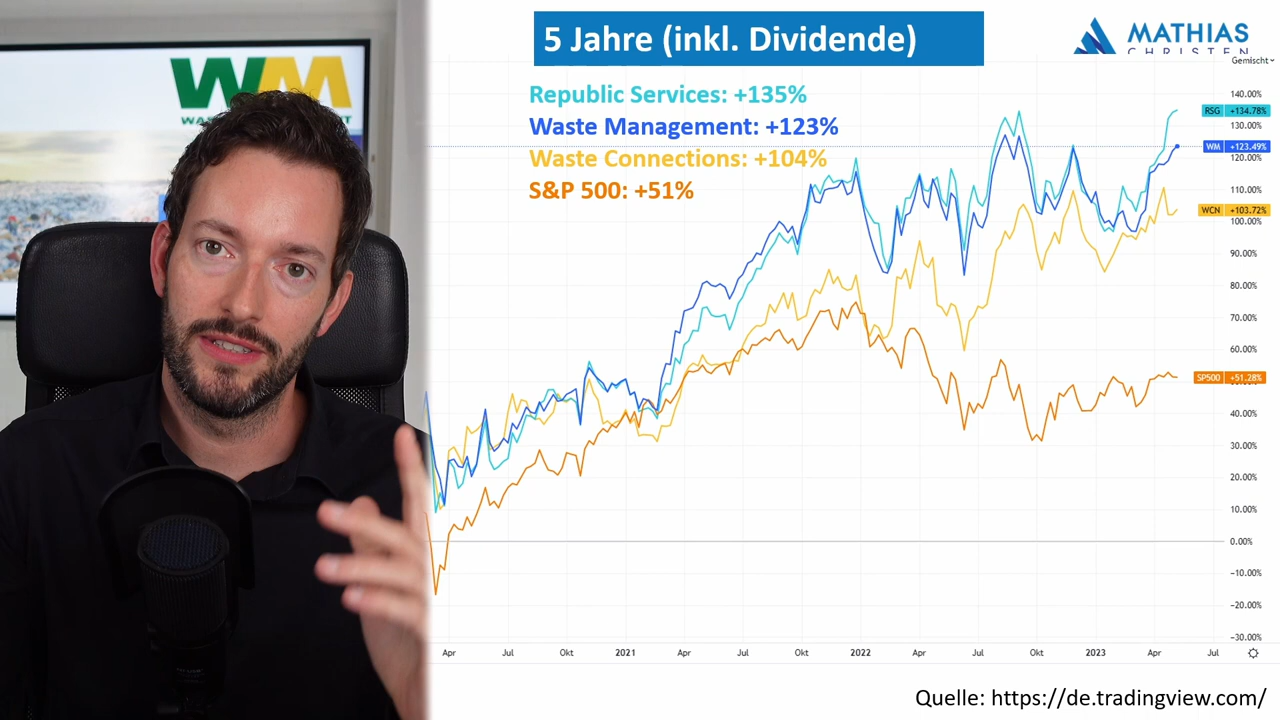 5 Jahre (inkl. Dividende)
MATHIAS
CHRISTEN
WM
Gemischt
Republic Services: +135%
Waste Management: +123%
Waste Connections: +104%
S&P 500: +51%
140.00%
RSG +134.78%
130.00%
WM +123.49%
120.00%
110.00%
WCN +103.72%
100.00%
90.00%
80.00%
70.00%
60.00%
SP500 +51.28%
40.00%
30.00%
20.00%
10.00%
0.00%
−10.00%
−20.00%
−30.00%
Apr Jul Okt 2021 Apr Jul Okt 2022 Apr Jul Okt 2023 Apr Jul
Quelle: https://de.tradingview.com/